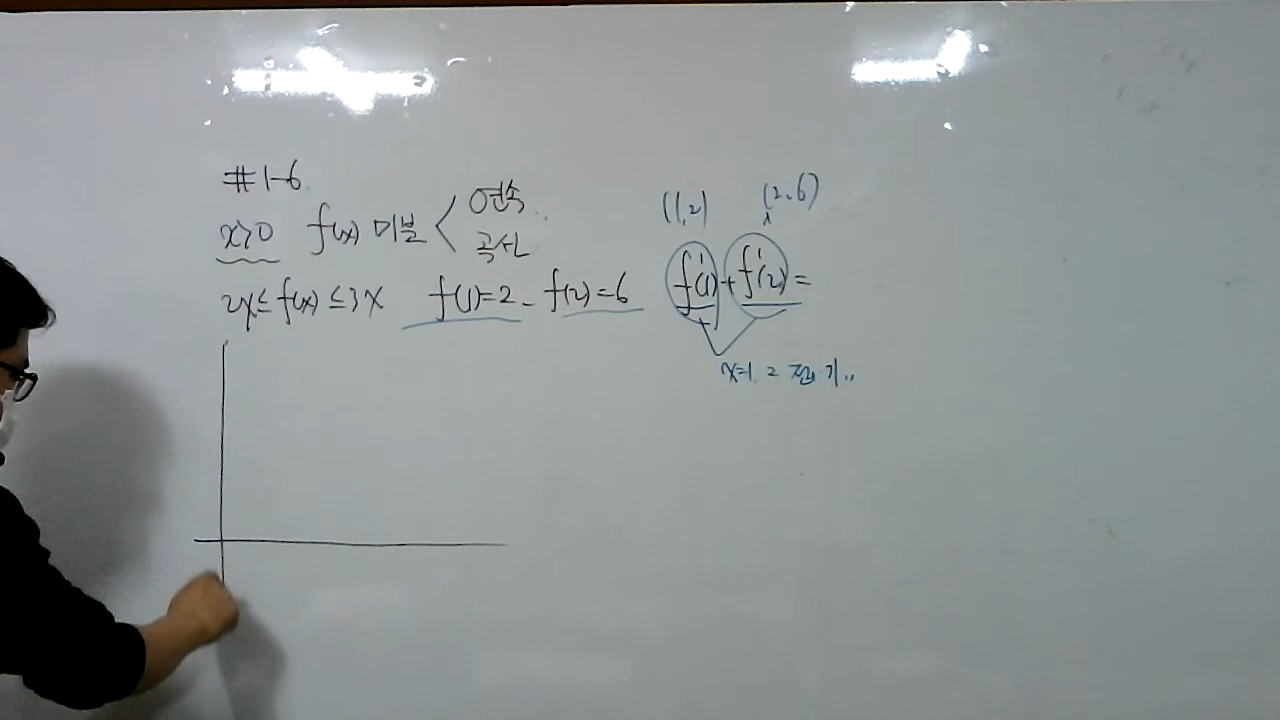 #1-6
x>0 f(x) 미분 < 연속
곡선
2x ≤ f(x) ≤ 3x f(1)=2 - f(2)=6
(1,2) (2,6)
f'(1)+f'(2)=
x=1, 2 점 기..